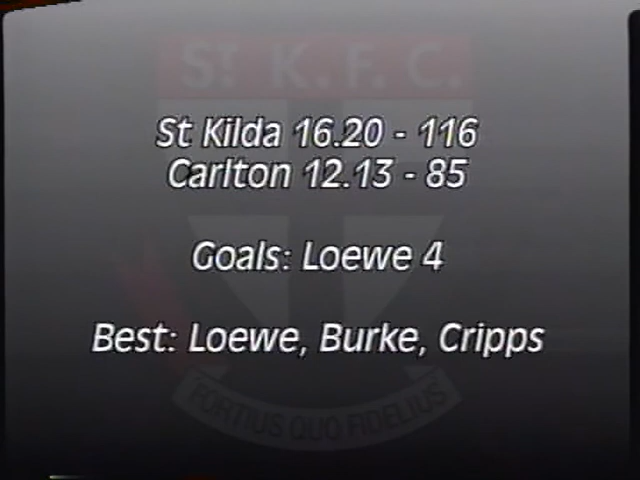 ST K.F.C.
St Kilda 16.20 - 116
Carlton 12.13 - 85
Goals: Loewe 4
Best: Loewe, Burke, Cripps
FORTIUS QUO FIDELIUS